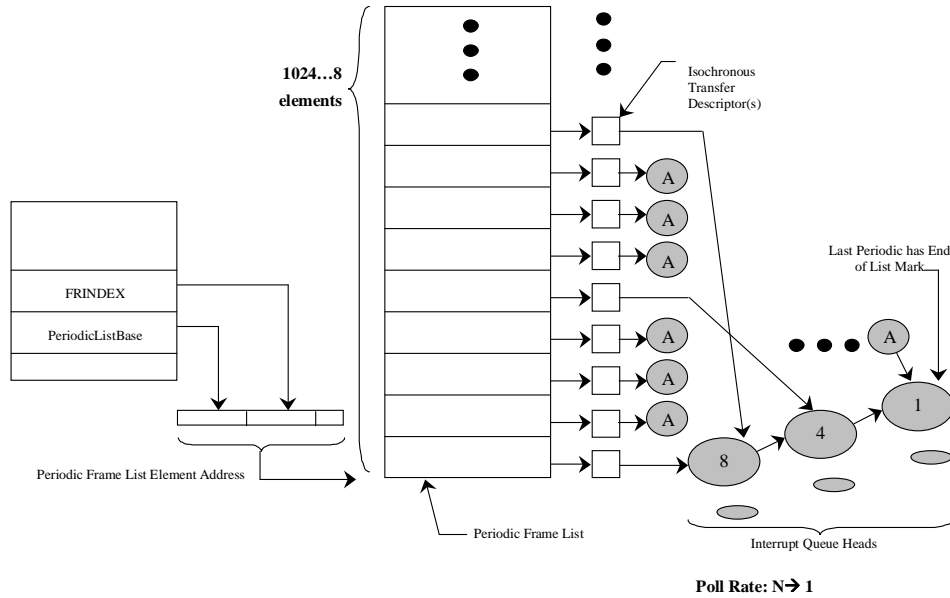 1024…8
elements
Isochronous
Transfer
Descriptor(s)
A
A
A
Last Periodic has End
of List Mark
FRINDEX
PeriodicListBase
A
A
A
A
1
4
8
Periodic Frame List Element Address
Periodic Frame List
Interrupt Queue Heads
Poll Rate: N→ 1